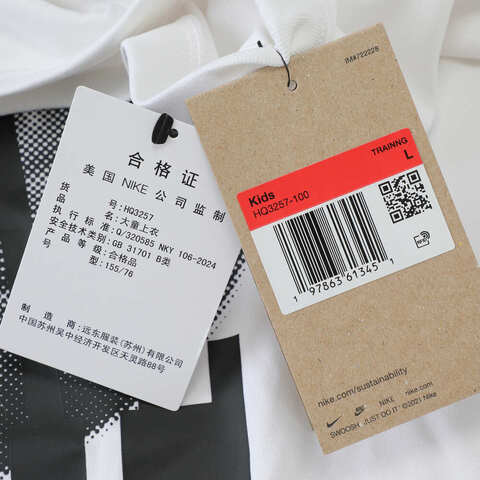 合格证
美国 NIKE 公司监制
货号:HQ3257
品名:大童上衣
执行标准:Q/320585 NKY 106-2024
安全技术类别:GB 31701 B类
产品等级:合格品
型:155/76
制造商:远东服装(苏州)有限公司
中国苏州吴中经济开发区天灵路88号
IM#722228
TRAINNG
L
Kids
HQ3257-100
1 97863 61345 1
RFID
nike.com/sustainability
NIKE
SWOOSH, JUST DO IT ©2021 Nike